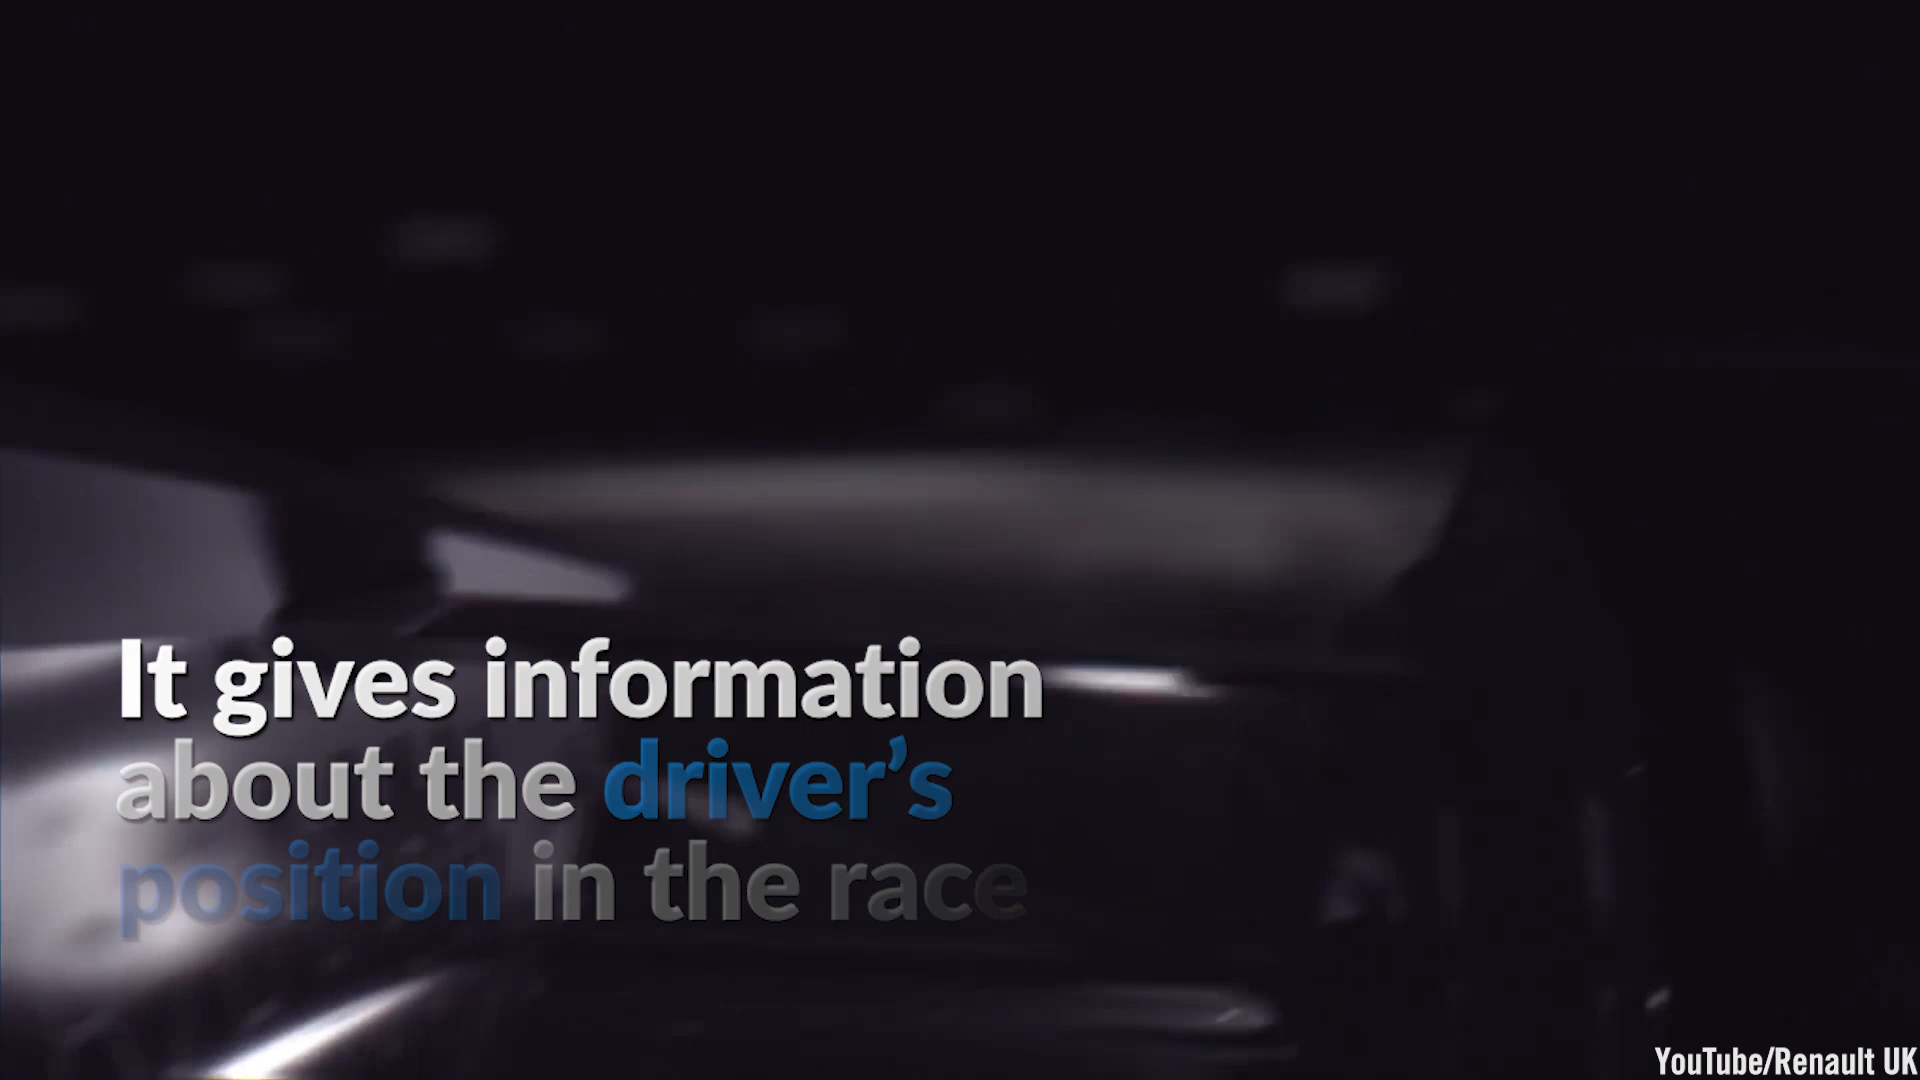 It gives information
about the driver’s
position in the race
YouTube/Renault UK